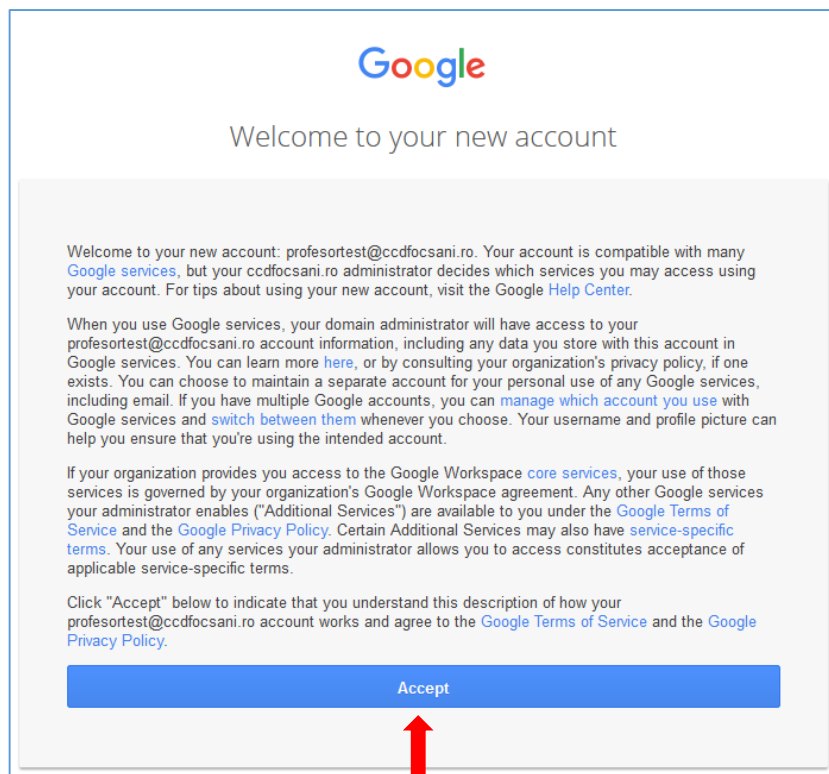 Google
Welcome to your new account
Welcome to your new account: profesortest@ccdfocsani.ro. Your account is compatible with many
Google services, but your ccdfocsani.ro administrator decides which services you may access using
your account. For tips about using your new account, visit the Google Help Center.
When you use Google services, your domain administrator will have access to your
profesortest@ccdfocsani.ro account information, including any data you store with this account in
Google services. You can learn more here, or by consulting your organization's privacy policy, if one
exists. You can choose to maintain a separate account for your personal use of any Google services,
including email. If you have multiple Google accounts, you can manage which account you use with
Google services and switch between them whenever you choose. Your username and profile picture can
help you ensure that you're using the intended account.
If your organization provides you access to the Google Workspace core services, your use of those
services is governed by your organization's Google Workspace agreement. Any other Google services
your administrator enables ("Additional Services") are available to you under the Google Terms of
Service and the Google Privacy Policy. Certain Additional Services may also have service-specific
terms. Your use of any services your administrator allows you to access constitutes acceptance of
applicable service-specific terms.
Click "Accept" below to indicate that you understand this description of how your
profesortest@ccdfocsani.ro account works and agree to the Google Terms of Service and the Google
Privacy Policy.
Accept